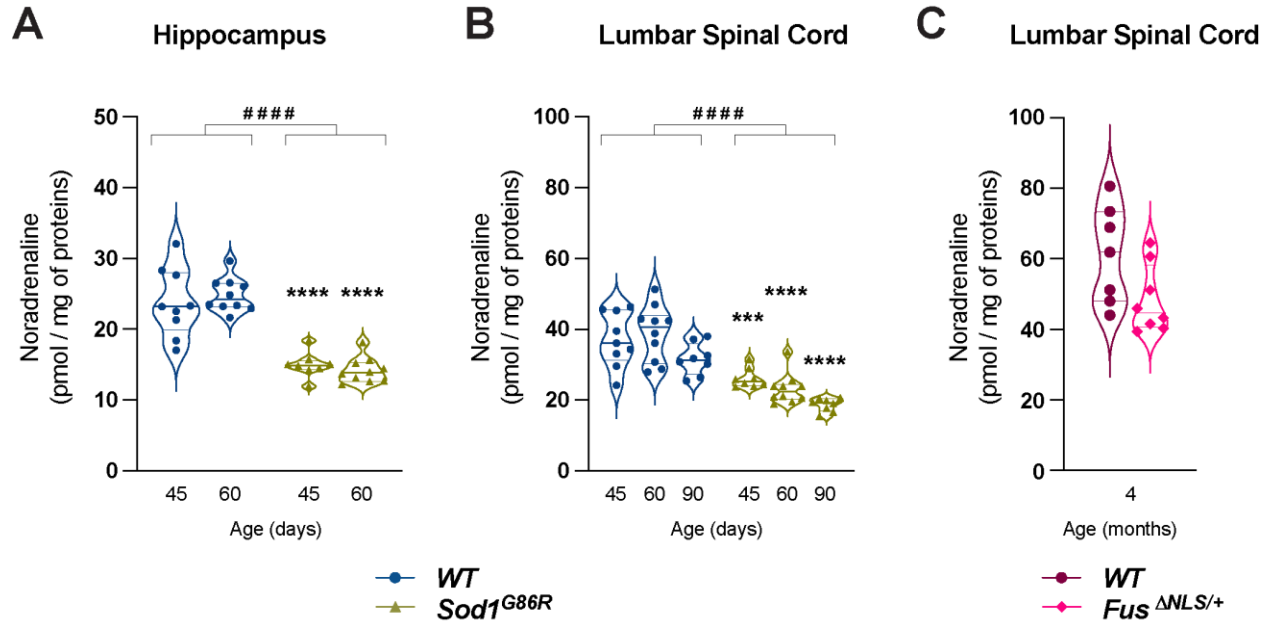 A
Hippocampus
Noradrenaline
(pmol / mg of proteins)
50
40
30
20
10
0
####
**** ****
45 60 45 60
Age (days)
B
Lumbar Spinal Cord
Noradrenaline
(pmol / mg of proteins)
100
80
60
40
20
0
####
***
****
****
45 60 90 45 60 90
Age (days)
WT
Sod1G86R
C
Lumbar Spinal Cord
Noradrenaline
(pmol / mg of proteins)
100
80
60
40
20
0
4
Age (months)
WT
Fus ΔNLS/+